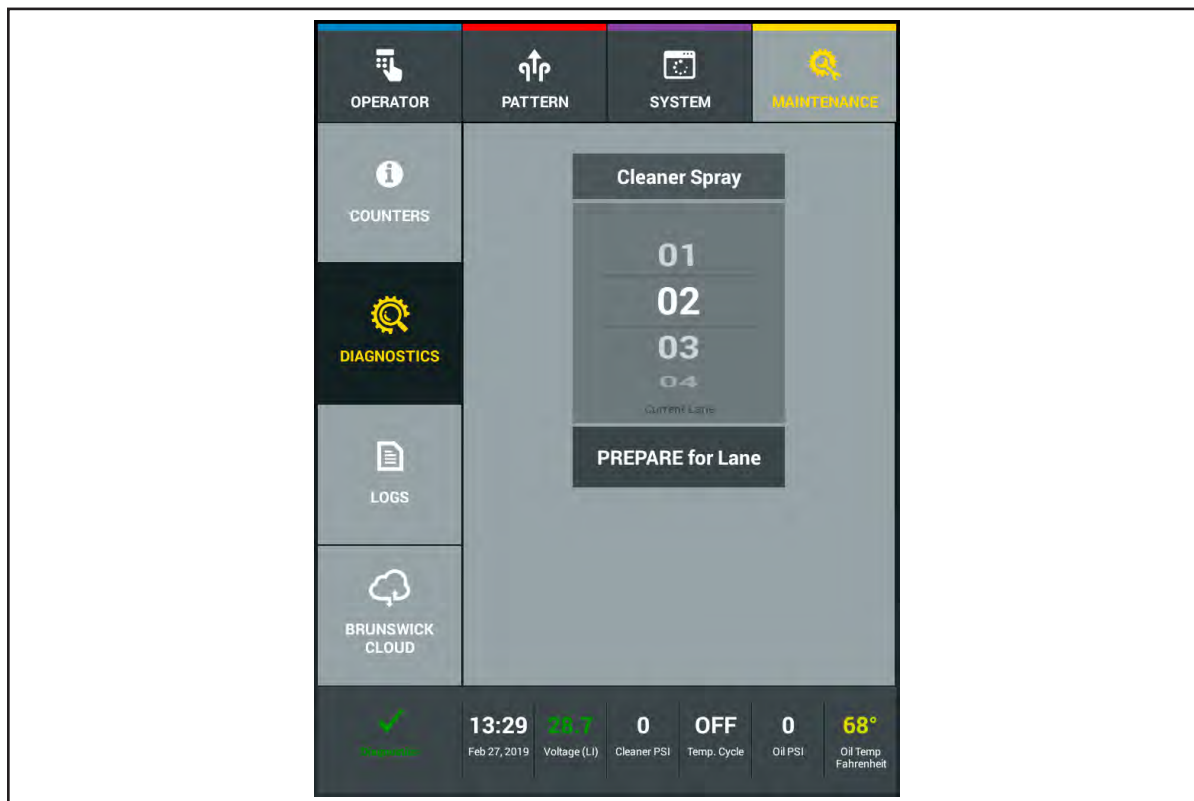 OPERATOR
PATTERN
SYSTEM
MAINTENANCE
COUNTERS
DIAGNOSTICS
LOGS
BRUNSWICK
CLOUD
Cleaner Spray
01
02
03
04
Current Lane
PREPARE for Lane
13:29
Feb 27, 2019
28.7
Voltage (LI)
0
Cleaner PSI
OFF
Temp. Cycle
0
Oil PSI
68°
Oil Temp
Fahrenheit